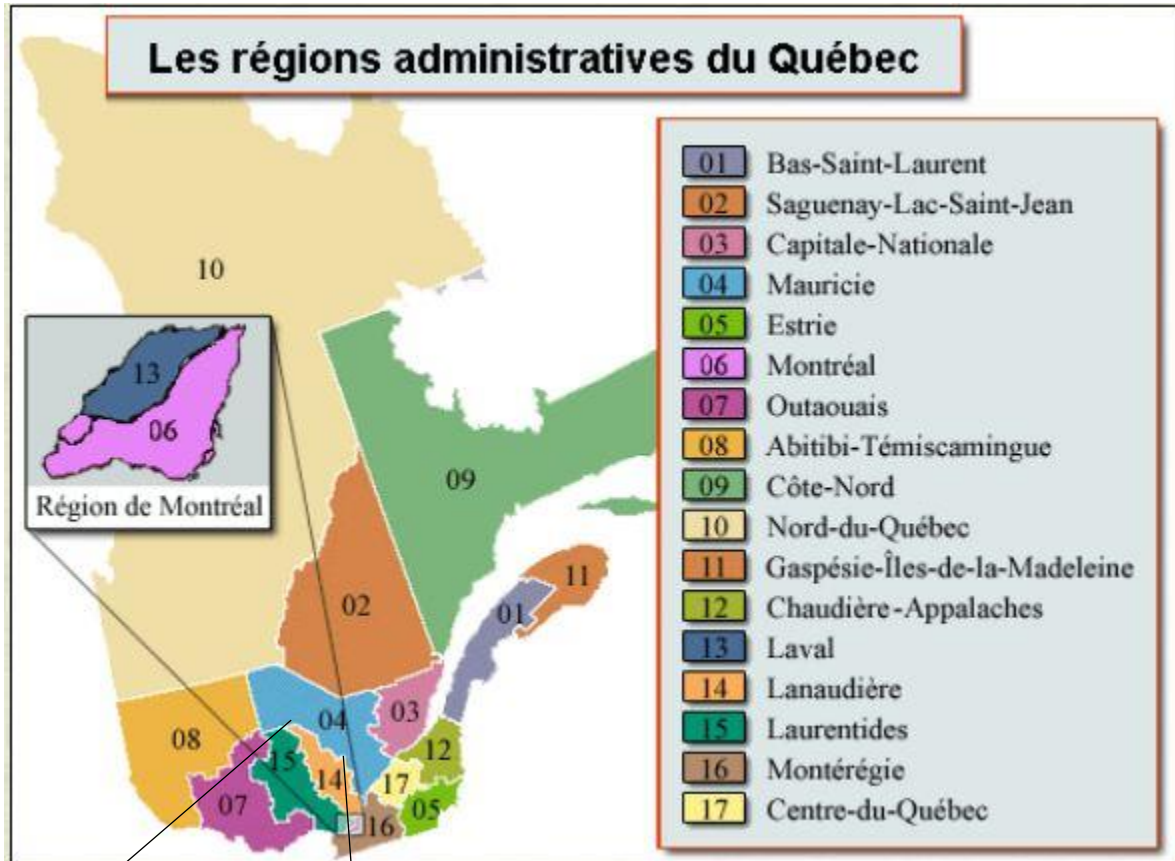 Les régions administratives du Québec
01 Bas-Saint-Laurent
02 Saguenay-Lac-Saint-Jean
03 Capitale-Nationale
04 Mauricie
05 Estrie
06 Montréal
07 Outaouais
08 Abitibi-Témiscamingue
09 Côte-Nord
10 Nord-du-Québec
11 Gaspésie-Îles-de-la-Madeleine
12 Chaudière-Appalaches
13 Laval
14 Lanaudière
15 Laurentides
16 Montérégie
17 Centre-du-Québec
10
13
06
Région de Montréal
09
11
02
01
04
03
08
12
15
14
17
07
05
16